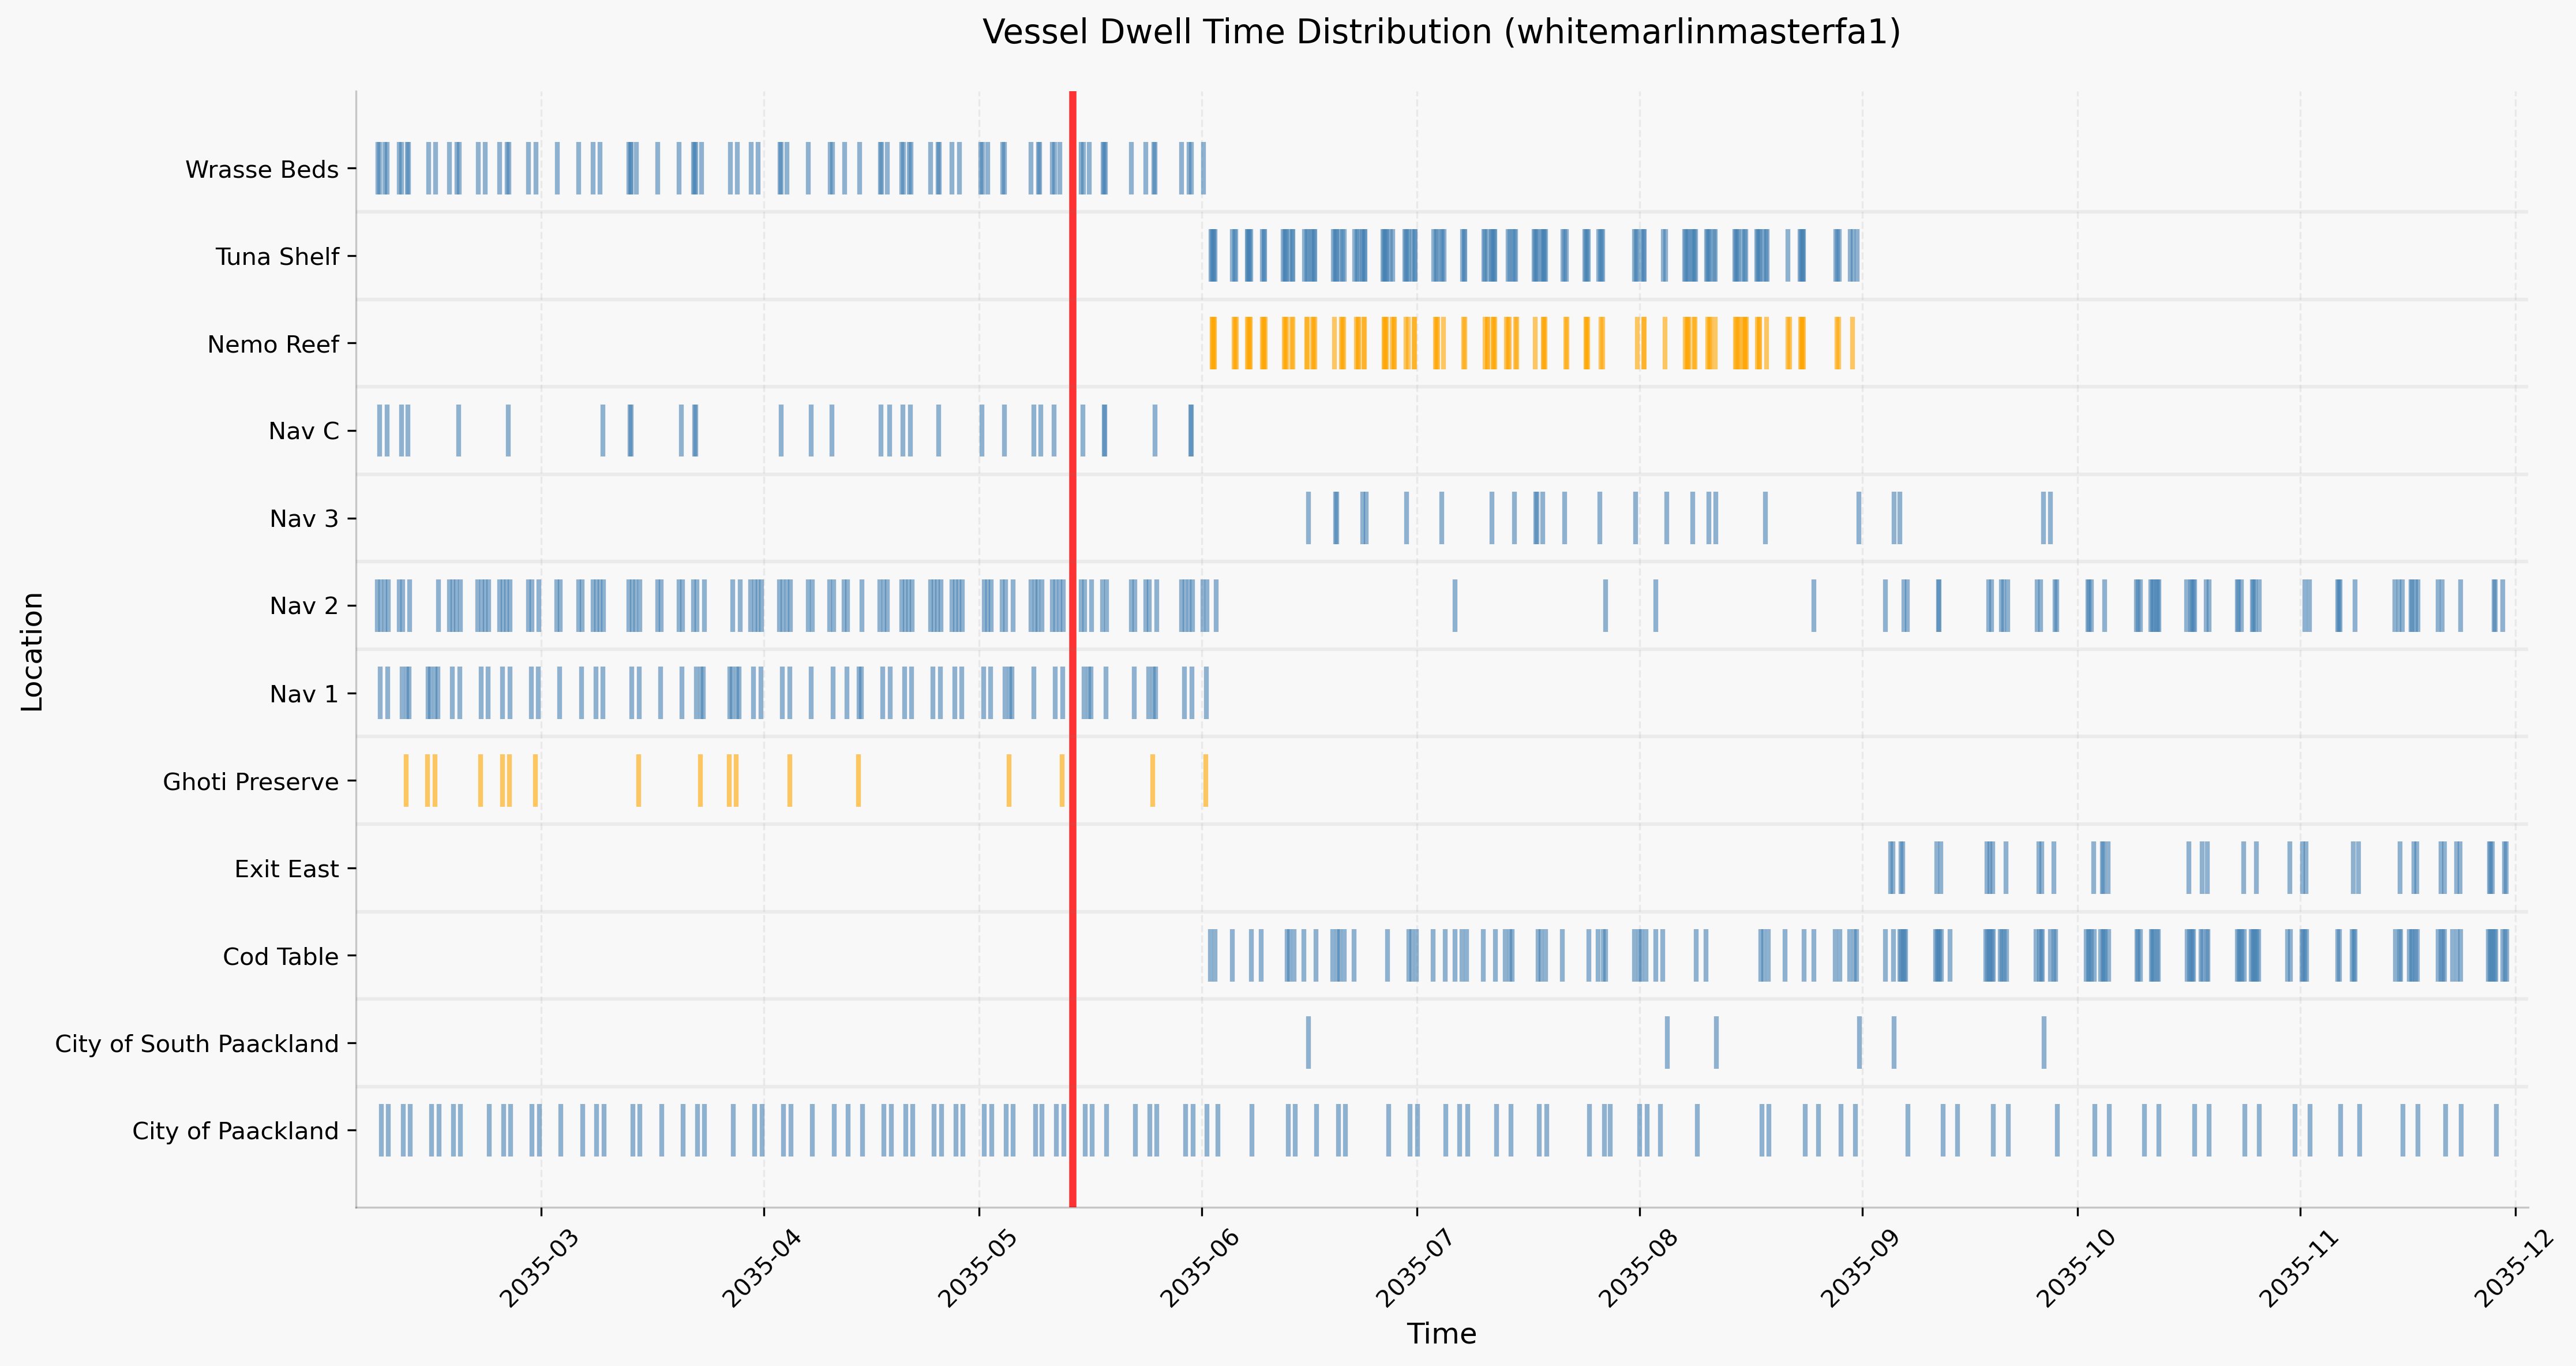 Vessel Dwell Time Distribution (whitemarlinmasterfa1)
Location
Wrasse Beds
Tuna Shelf
Nemo Reef
Nav C
Nav 3
Nav 2
Nav 1
Ghoti Preserve
Exit East
Cod Table
City of South Paackland
City of Paackland
2035-03
2035-04
2035-05
2035-06
2035-07
2035-08
2035-09
2035-10
2035-11
2035-12
Time